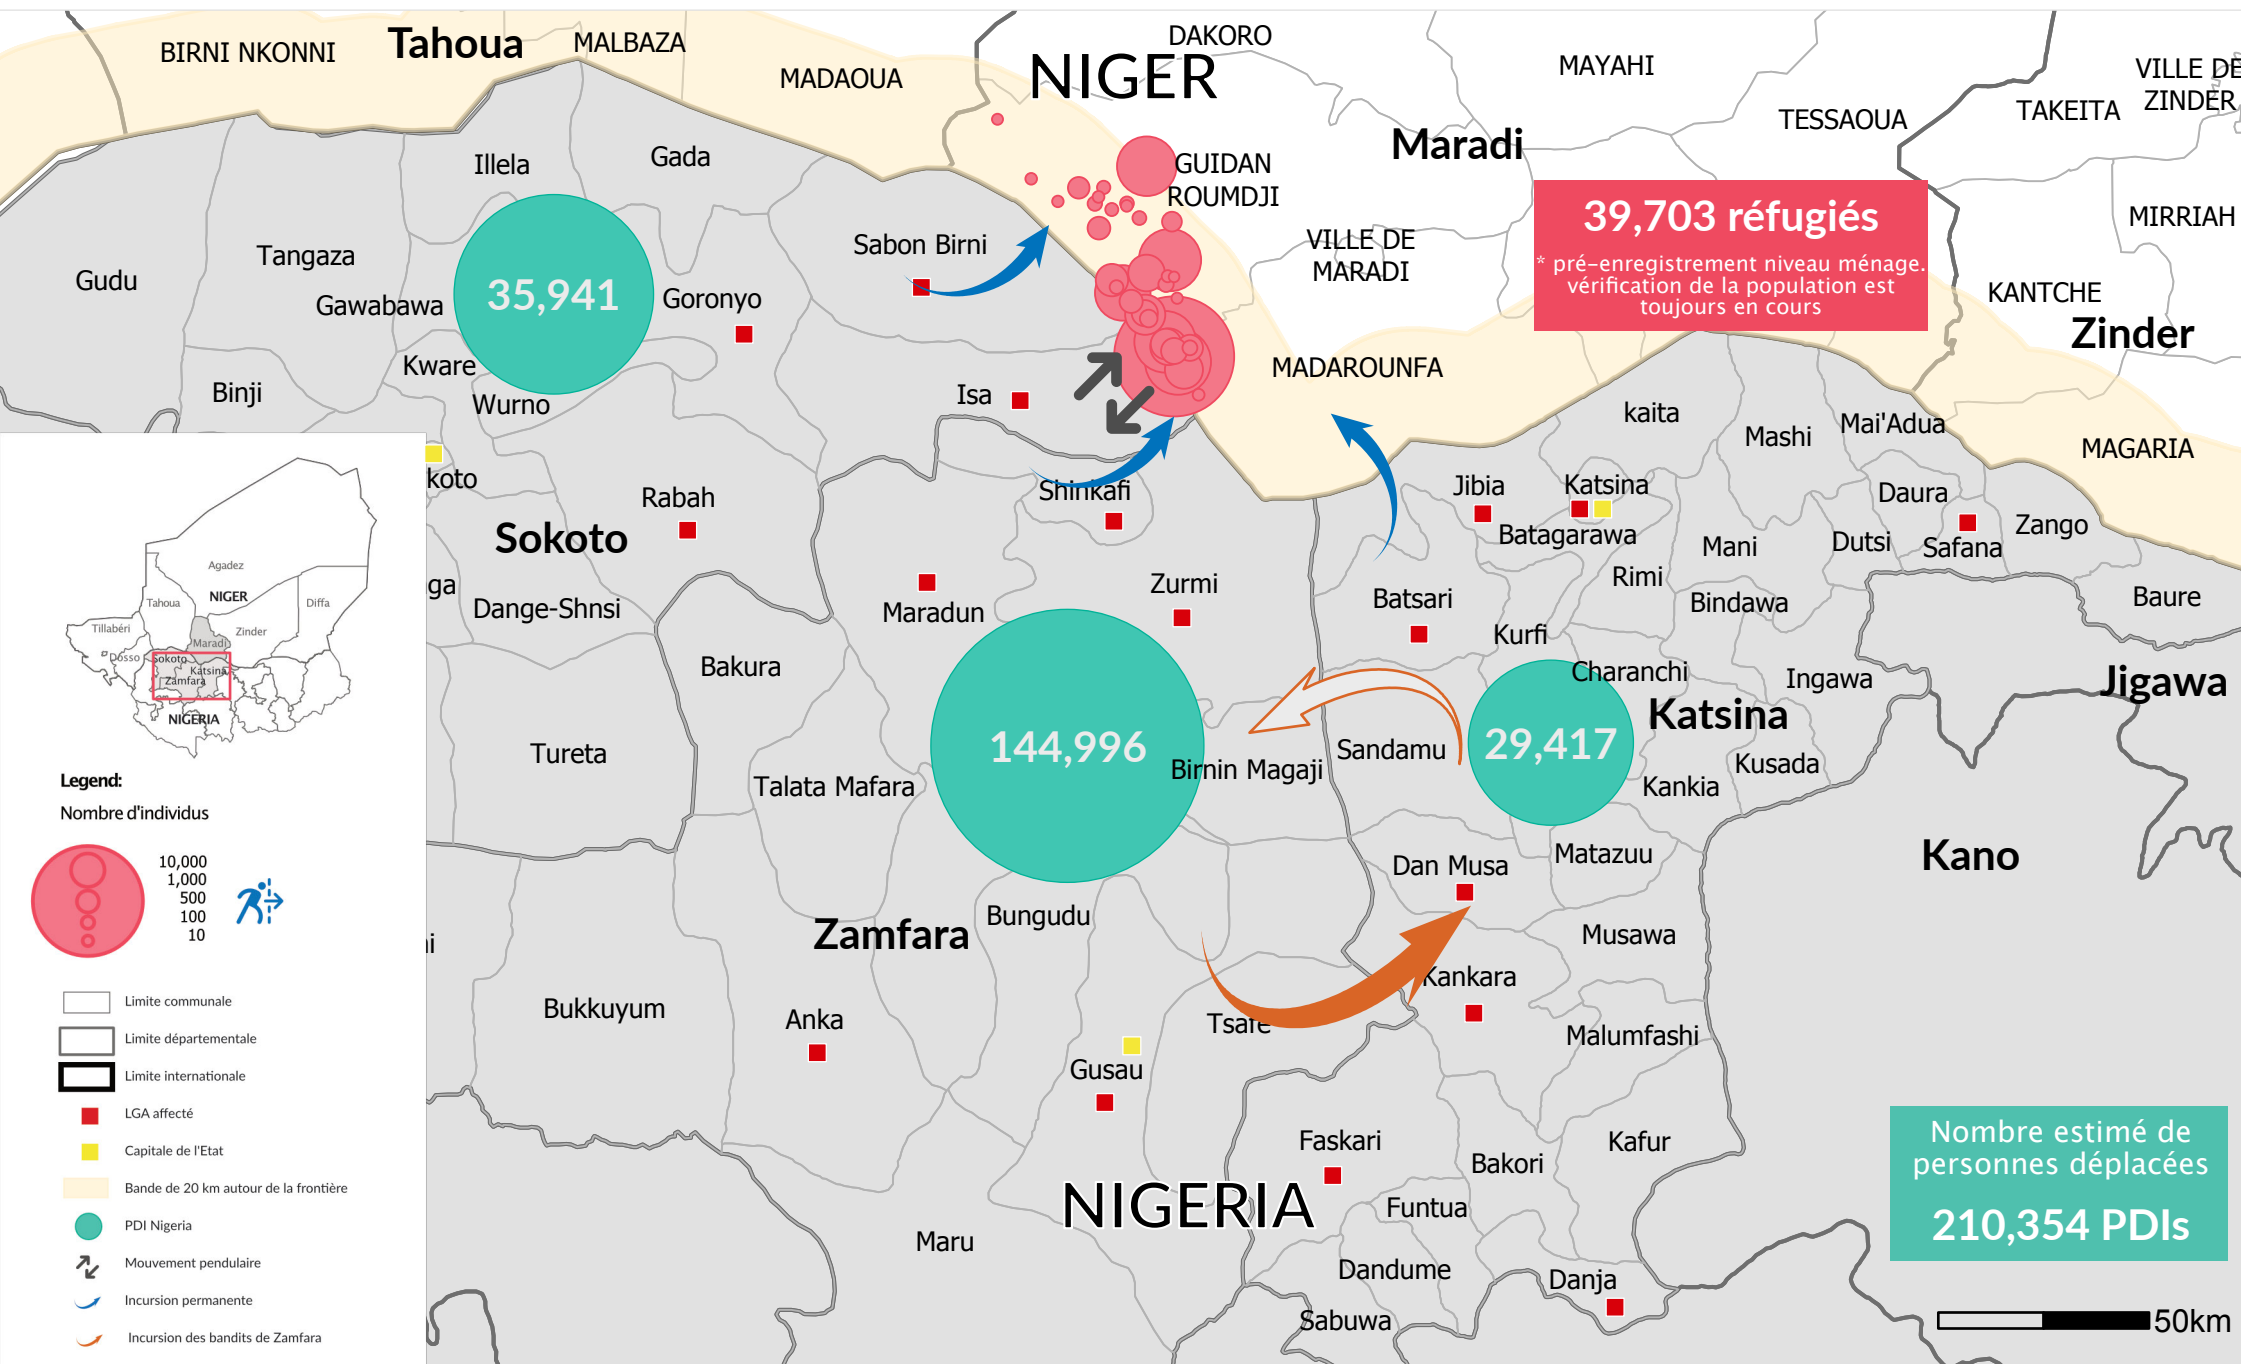 DAKORO
BIRNI NKONNI
Tahoua
MALBAZA
MADAOUA
NIGER
MAYAHI
VILLE DE
ZINDER
TESSAOUA
TAKEITA
Maradi
Illela
Gada
GUIDAN
ROUMDJI
39,703 réfugiés
* pré-enregistrement niveau ménage.
vérification de la population est
toujours en cours
MIRRIAH
VILLE DE
MARADI
Sabon Birni
Tangaza
Gudu
Gawabawa
35,941
Goronyo
KANTCHE
Zinder
Kware
Binji
Wurno
Isa
MADAROUNFA
kaita
Mashi
Mai'Adua
MAGARIA
koto
Rabah
Shinkafi
Jibia
Katsina
Daura
Sokoto
Batagarawa
Mani
Dutsi
Safana
Zango
ga
Dange-Shnsi
Maradun
Zurmi
Batsari
Rimi
Bindawa
Baure
Kurfi
Bakura
Charanchi
Ingawa
Jigawa
Katsina
Tureta
144,996
Birnin Magaji
Sandamu
29,417
Kusada
Talata Mafara
Kankia
Dan Musa
Matazuu
Kano
Zamfara
Bungudu
Musawa
Kankara
Bukkuyum
Anka
Tsafe
Malumfashi
Gusau
Faskari
Bakori
Kafur
NIGERIA
Funtua
Maru
Dandume
Danja
Sabuwa
Nombre estimé de
personnes déplacées
210,354 PDIs
50km
Agadez
NIGER
Tahoua
Diffa
Tillabéri
Zinder
Maradi
Dosso
Sokoto
Katsina
Zamfara
NIGERIA
Legend:
Nombre d'individus
10,000
1,000
500
100
10
ni
Limite communale
Limite départementale
Limite internationale
LGA affecté
Capitale de l'Etat
Bande de 20 km autour de la frontière
PDI Nigeria
Mouvement pendulaire
Incursion permanente
Incursion des bandits de Zamfara